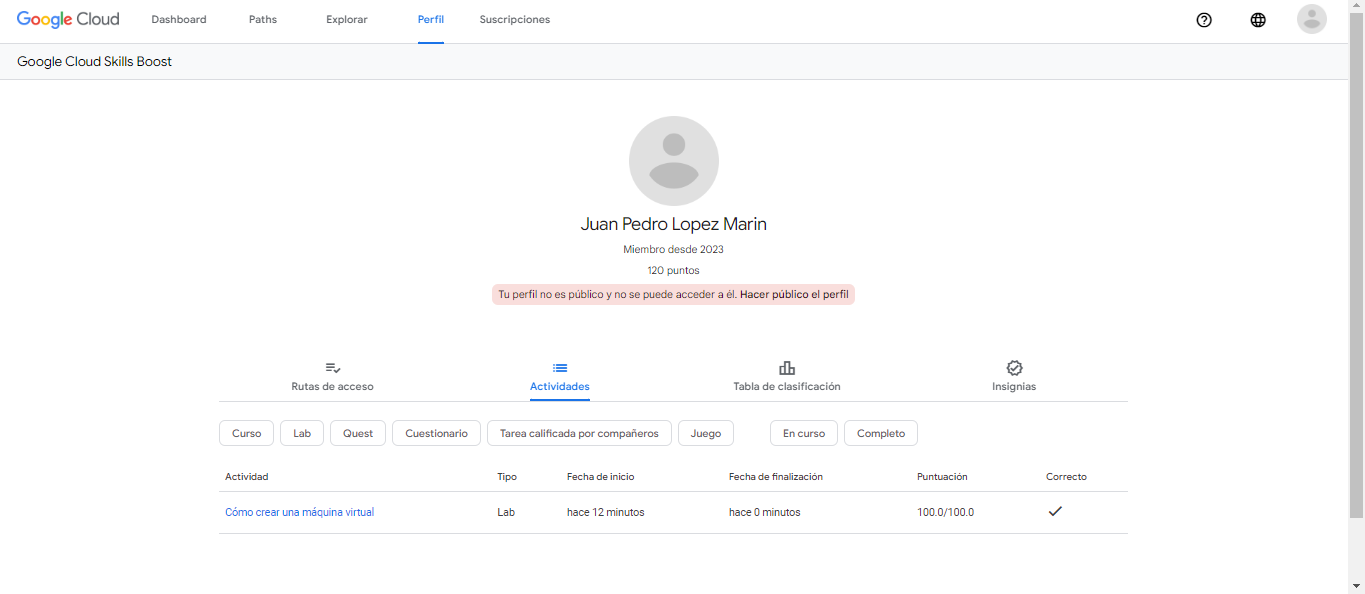 Google Cloud Dashboard Paths Explorar Perfil Suscripciones
Google Cloud Skills Boost
Juan Pedro Lopez Marin
Miembro desde 2023
120 puntos
Tu perfil no es público y no se puede acceder a él. Hacer público el perfil
Rutas de acceso Actividades Tabla de clasificación Insignias
Curso Lab Quest Cuestionario Tarea calificada por compañeros Juego En curso Completo
Actividad Tipo Fecha de inicio Fecha de finalización Puntuación Correcto
Cómo crear una máquina virtual Lab hace 12 minutos hace 0 minutos 100.0/100.0